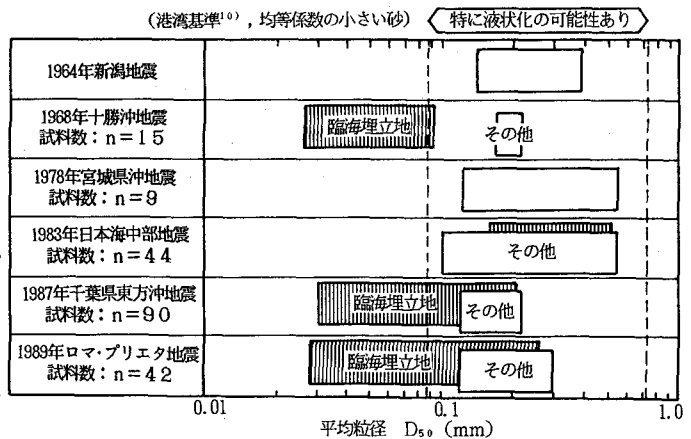 (港湾基準¹⁰⁾，均等係数の小さい砂) 特に液状化の可能性あり
1964年新潟地震
1968年十勝沖地震
試料数：n＝15
臨海埋立地 その他
1978年宮城県沖地震
試料数：n＝9
1983年日本海中部地震
試料数：n＝44
その他
1987年千葉県東方沖地震
試料数：n＝90
臨海埋立地 その他
1989年ロマ・プリエタ地震
試料数：n＝42
臨海埋立地 その他
0.01 0.1 1.0
平均粒径 D₅₀ (mm)